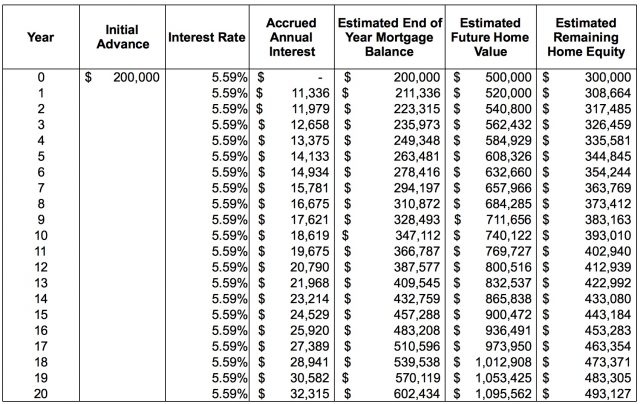 Year Initial Advance Interest Rate Accrued Annual Interest Estimated End of Year Mortgage Balance Estimated Future Home Value Estimated Remaining Home Equity
0 $ 200,000 5.59% $ - $ 200,000 $ 500,000 $ 300,000
1 5.59% $ 11,336 $ 211,336 $ 520,000 $ 308,664
2 5.59% $ 11,979 $ 223,315 $ 540,800 $ 317,485
3 5.59% $ 12,658 $ 235,973 $ 562,432 $ 326,459
4 5.59% $ 13,375 $ 249,348 $ 584,929 $ 335,581
5 5.59% $ 14,133 $ 263,481 $ 608,326 $ 344,845
6 5.59% $ 14,934 $ 278,416 $ 632,660 $ 354,244
7 5.59% $ 15,781 $ 294,197 $ 657,966 $ 363,769
8 5.59% $ 16,675 $ 310,872 $ 684,285 $ 373,412
9 5.59% $ 17,621 $ 328,493 $ 711,656 $ 383,163
10 5.59% $ 18,619 $ 347,112 $ 740,122 $ 393,010
11 5.59% $ 19,675 $ 366,787 $ 769,727 $ 402,940
12 5.59% $ 20,790 $ 387,577 $ 800,516 $ 412,939
13 5.59% $ 21,968 $ 409,545 $ 832,537 $ 422,992
14 5.59% $ 23,214 $ 432,759 $ 865,838 $ 433,080
15 5.59% $ 24,529 $ 457,288 $ 900,472 $ 443,184
16 5.59% $ 25,920 $ 483,208 $ 936,491 $ 453,283
17 5.59% $ 27,389 $ 510,596 $ 973,950 $ 463,354
18 5.59% $ 28,941 $ 539,538 $ 1,012,908 $ 473,371
19 5.59% $ 30,582 $ 570,119 $ 1,053,425 $ 483,305
20 5.59% $ 32,315 $ 602,434 $ 1,095,562 $ 493,127